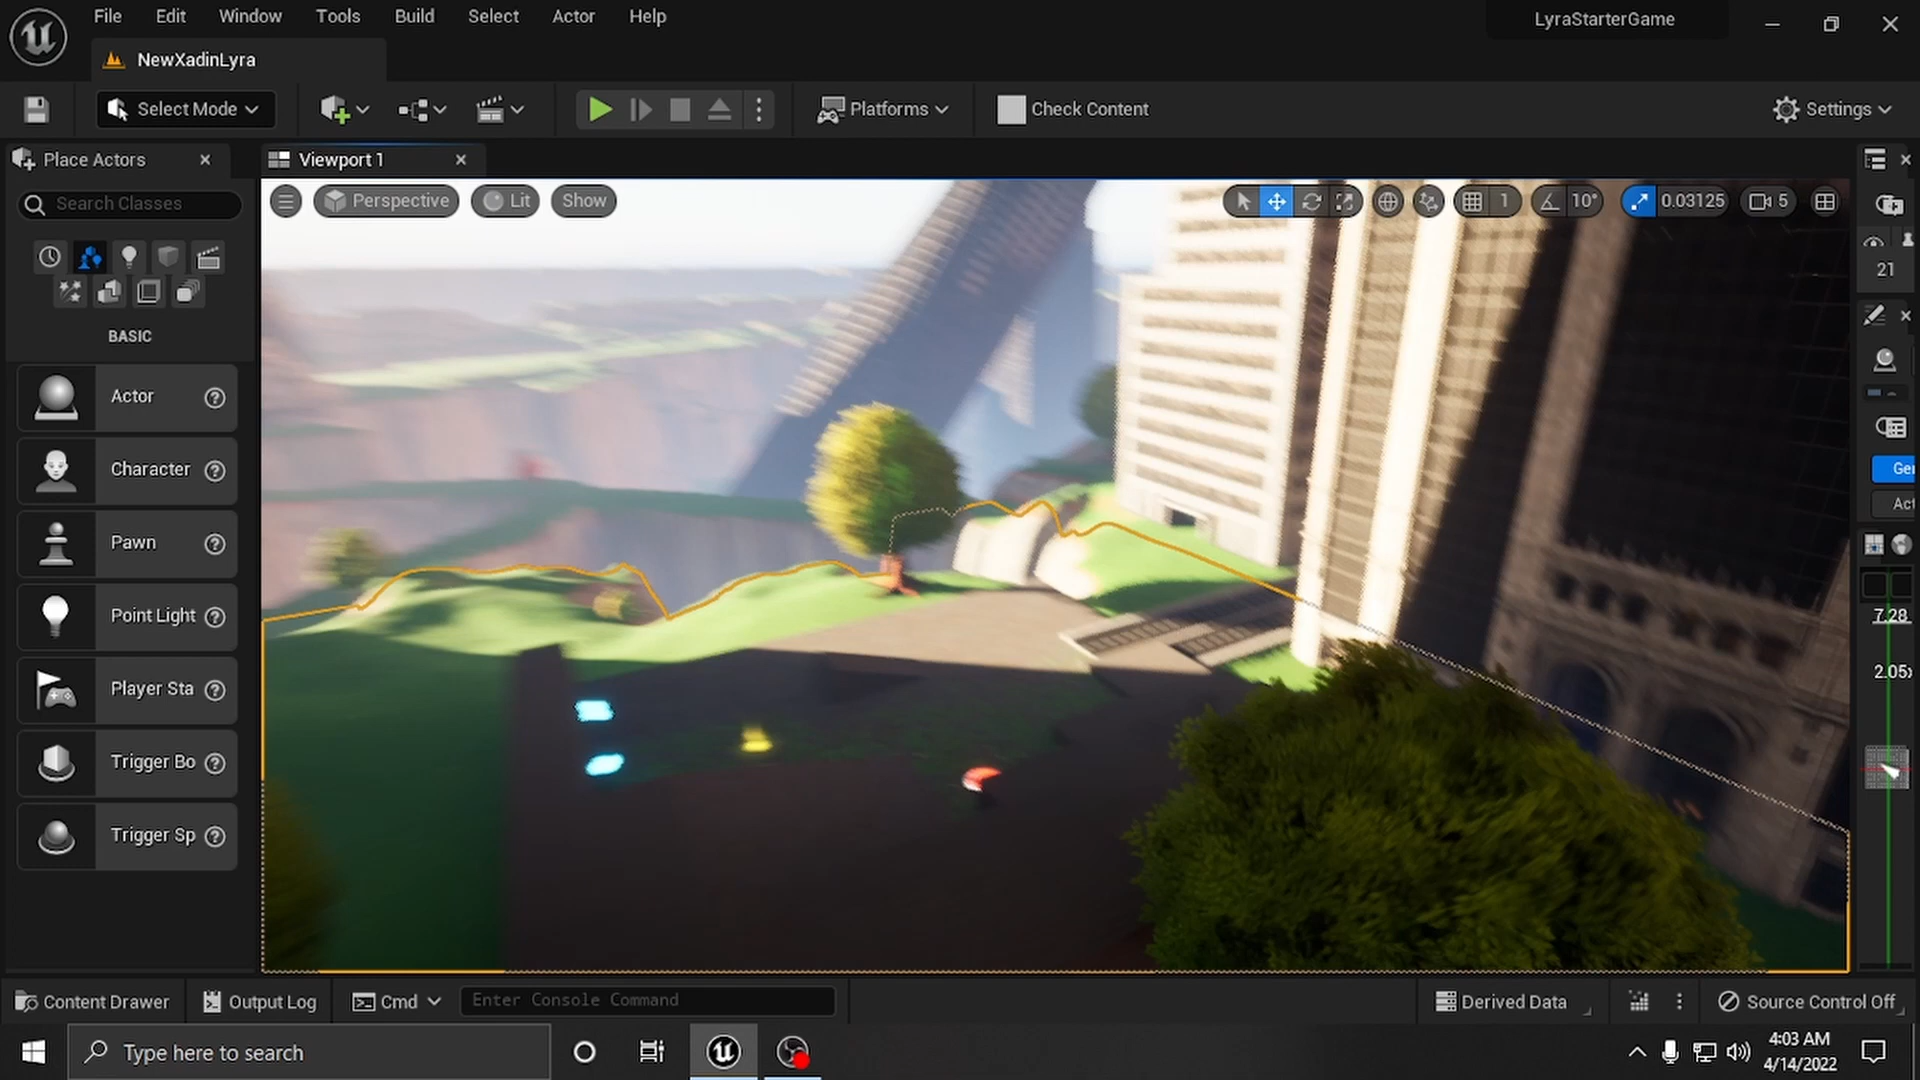 File Edit Window Tools Build Select Actor Help
LyraStarterGame
NewXadinLyra
Select Mode
Platforms
Check Content
Settings
Place Actors
Viewport 1
Search Classes
Perspective
Lit
Show
1
10°
0.03125
5
21
BASIC
Actor
Character
Pawn
Point Light
Player Sta
Trigger Bo
Trigger Sp
Ger
Act
7.28
2.05x
Content Drawer
Output Log
Cmd
Enter Console Command
Derived Data
Source Control Off
Type here to search
4:03 AM
4/14/2022